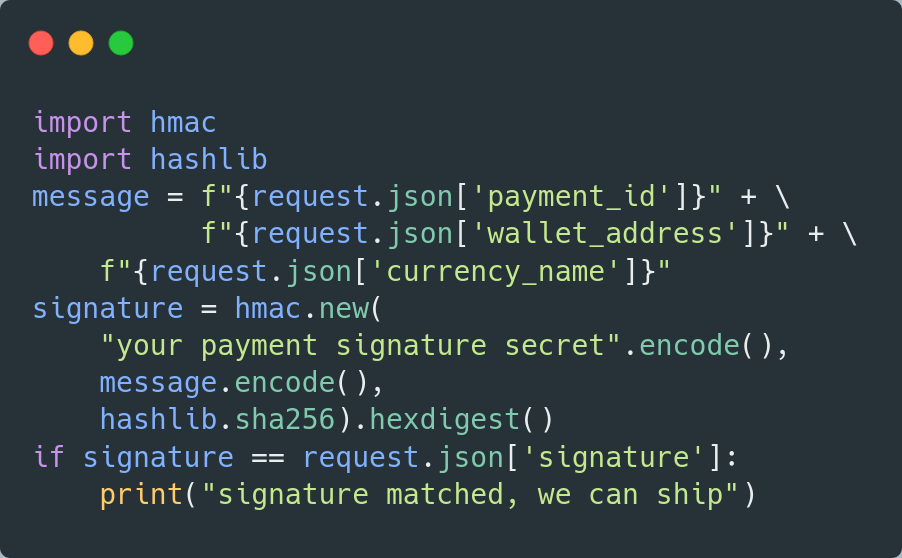 import hmac
import hashlib
message = f"{request.json['payment_id']}" + \
          f"{request.json['wallet_address']}" + \
    f"{request.json['currency_name']}"
signature = hmac.new(
    "your payment signature secret".encode(),
    message.encode(),
    hashlib.sha256).hexdigest()
if signature == request.json['signature']:
    print("signature matched, we can ship")